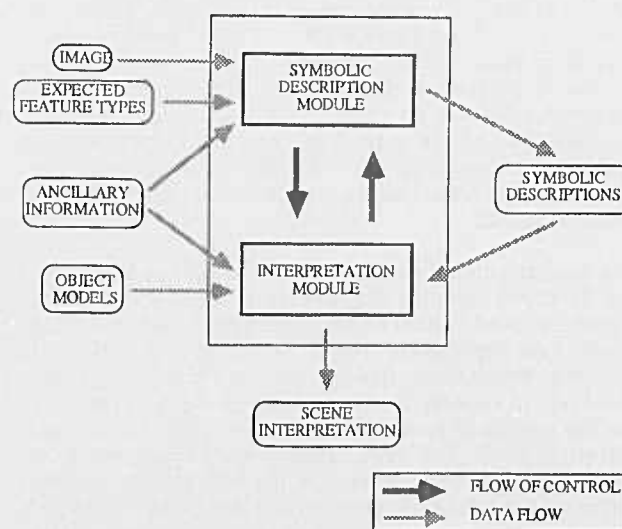 IMAGE
EXPECTED
FEATURE TYPES
SYMBOLIC
DESCRIPTION
MODULE
ANCILLARY
INFORMATION
SYMBOLIC
DESCRIPTIONS
OBJECT
MODELS
INTERPRETATION
MODULE
SCENE
INTERPRETATION
FLOW OF CONTROL
DATA FLOW